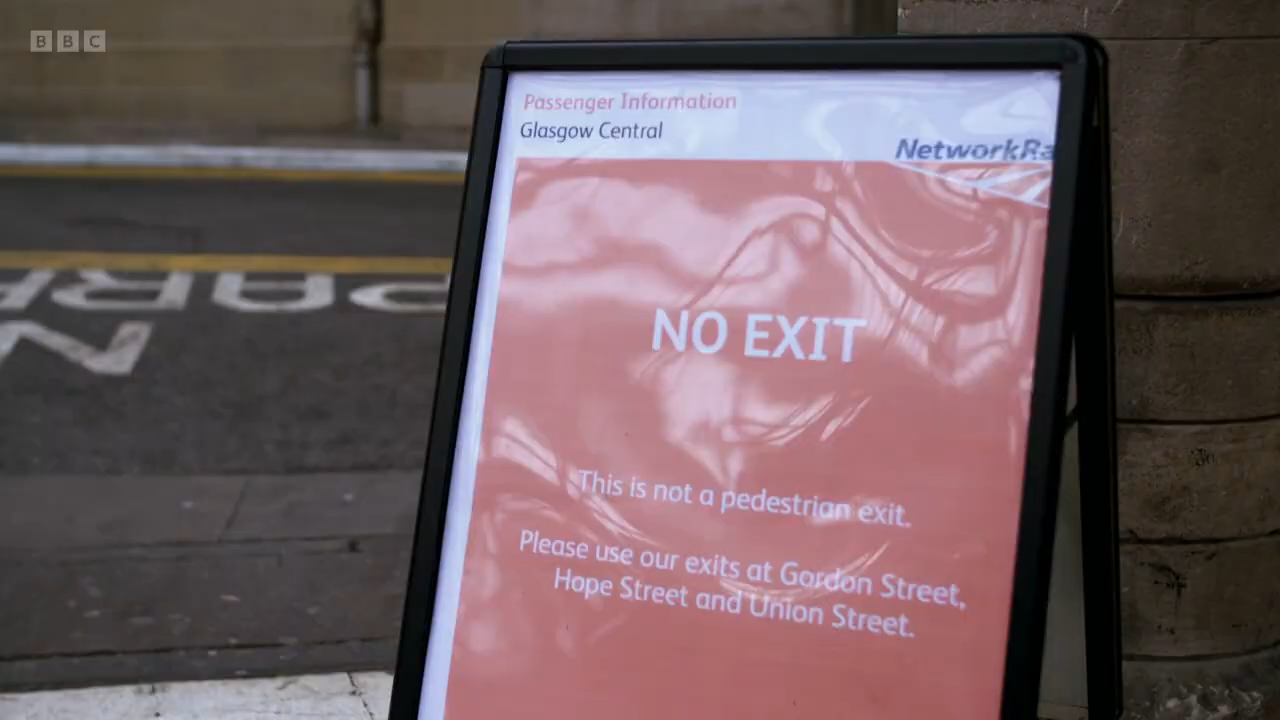 BBC
Passenger Information
Glasgow Central
NetworkRa
NO EXIT
This is not a pedestrian exit.
Please use our exits at Gordon Street,
Hope Street and Union Street.